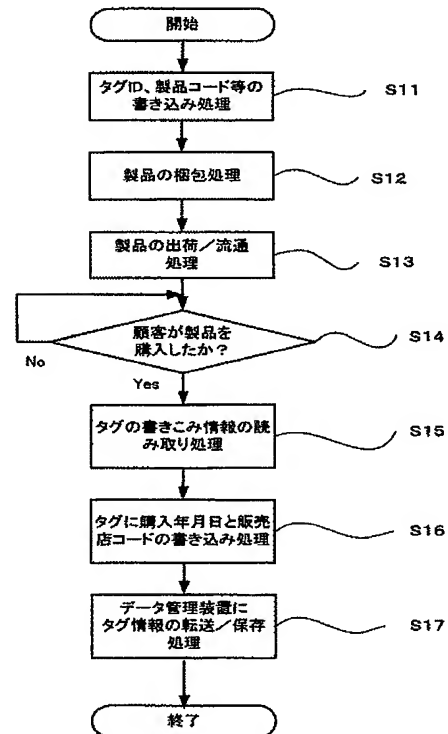 開始
タグID、製品コード等の
書き込み処理
S11
製品の梱包処理
S12
製品の出荷/流通
処理
S13
顧客が製品を
購入したか?
S14
No
Yes
タグの書きこみ情報の読
み取り処理
S15
タグに購入年月日と販売
店コードの書き込み処理
S16
データ管理装置に
タグ情報の転送/保存
処理
S17
終了